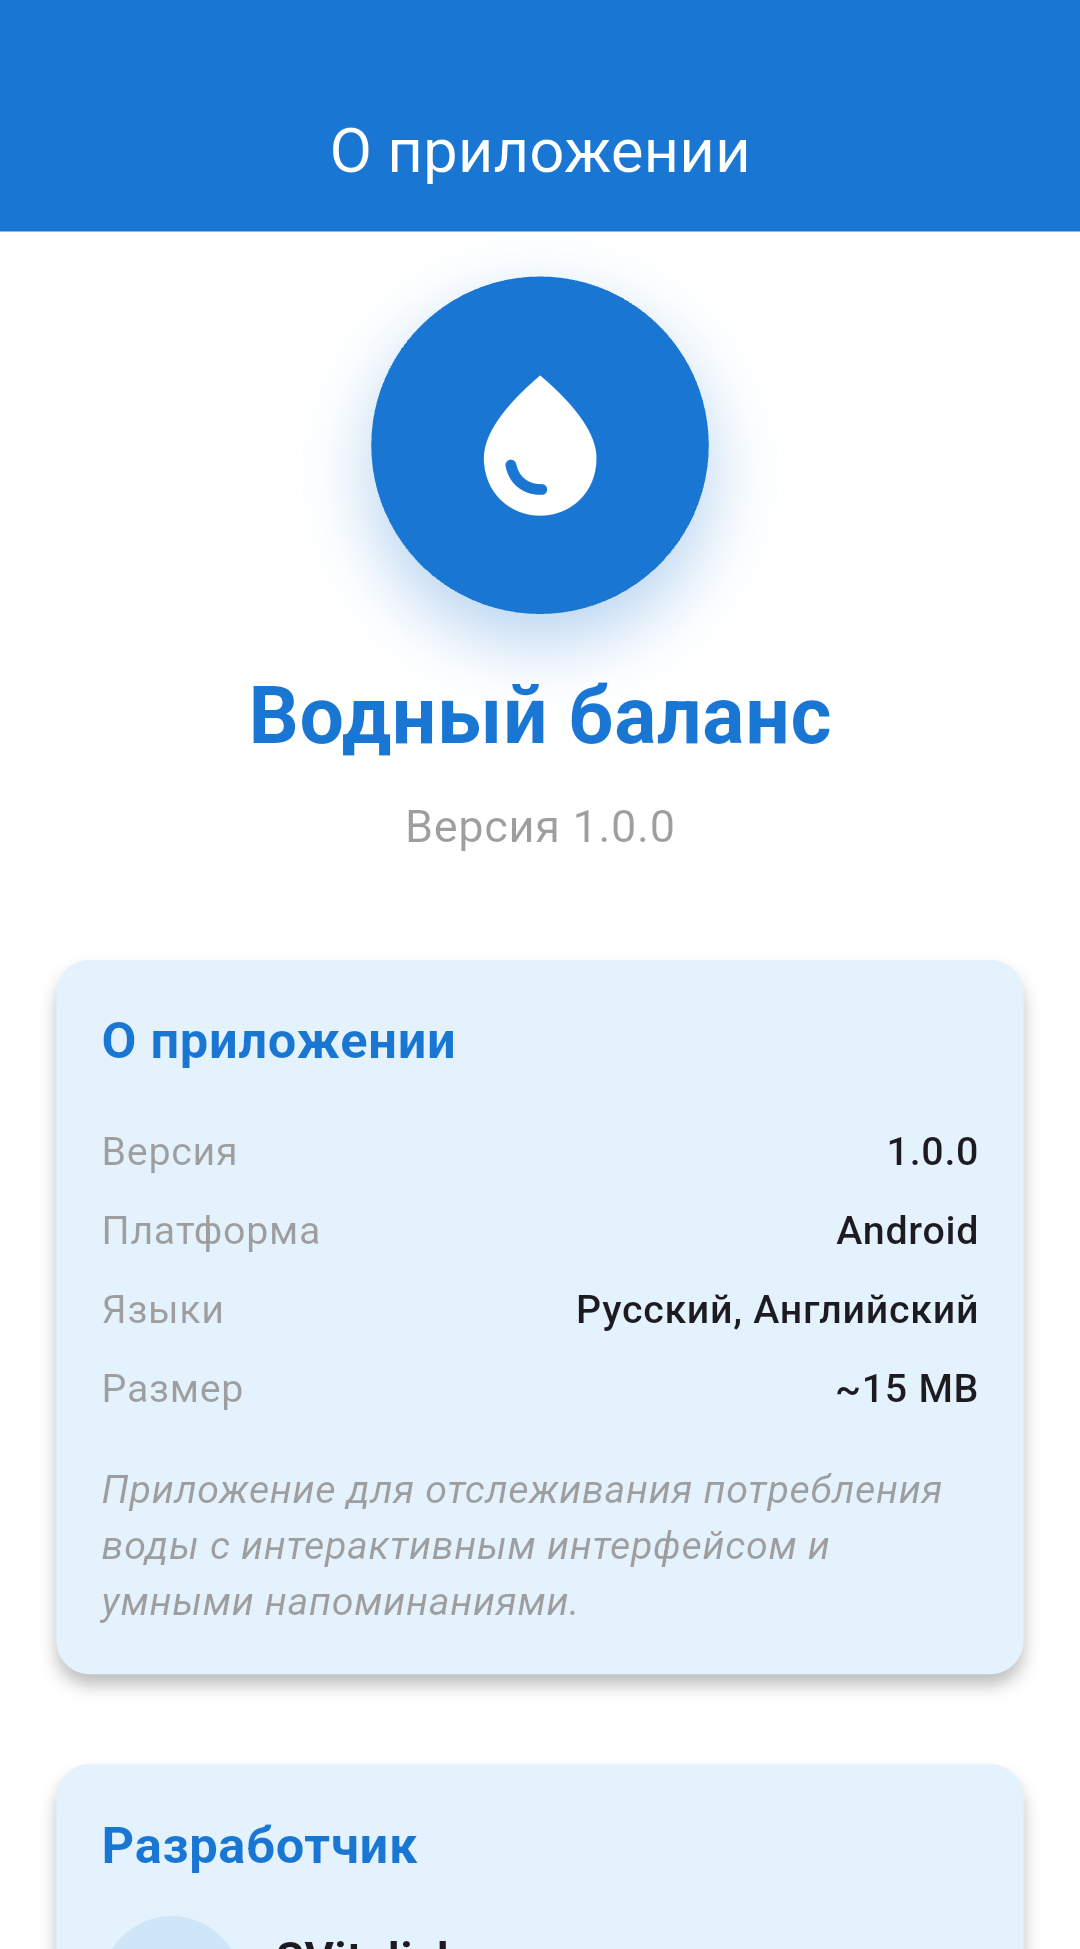 О приложении
Водный баланс
Версия 1.0.0
О приложении
Версия 1.0.0
Платформа Android
Языки Русский, Английский
Размер ~15 MB
Приложение для отслеживания потребления
воды с интерактивным интерфейсом и
умными напоминаниями.
Разработчик